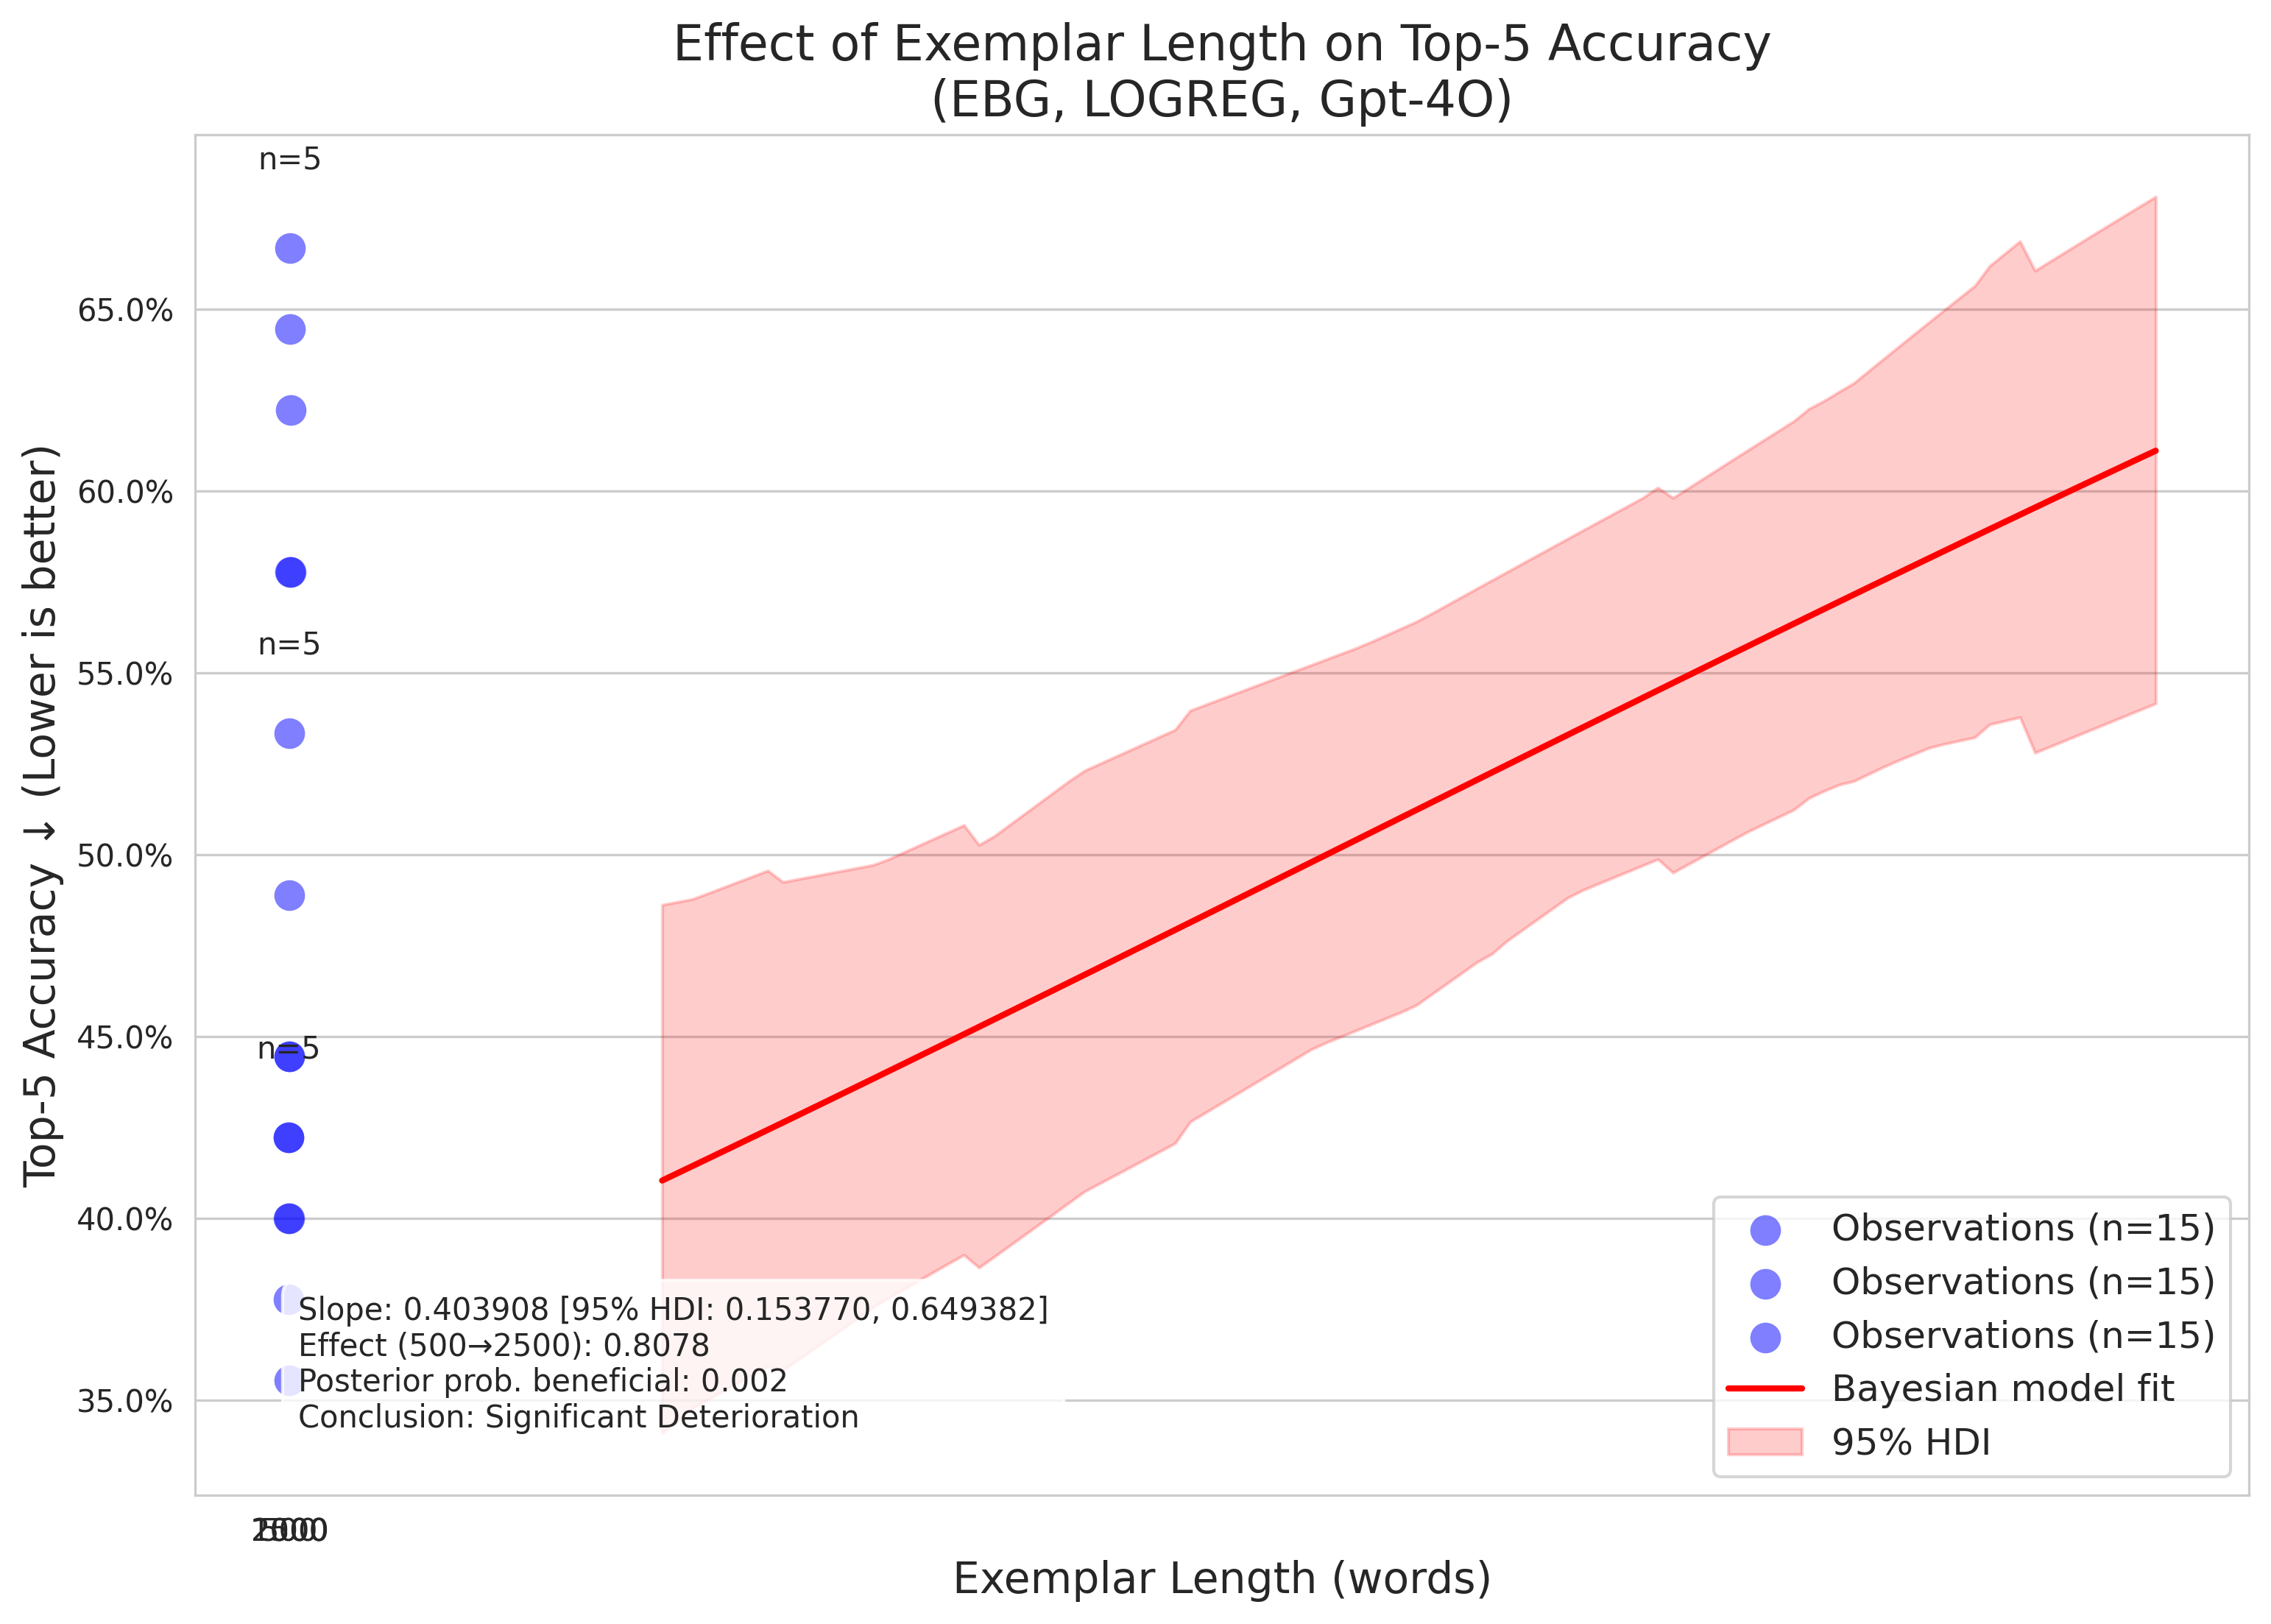 Effect of Exemplar Length on Top-5 Accuracy
(EBG, LOGREG, Gpt-4O)
Top-5 Accuracy ↓ (Lower is better)
65.0%
60.0%
55.0%
50.0%
45.0%
40.0%
35.0%
n=5
n=5
n=5
Slope: 0.403908 [95% HDI: 0.153770, 0.649382]
Effect (500→2500): 0.8078
Posterior prob. beneficial: 0.002
Conclusion: Significant Deterioration
Observations (n=15)
Observations (n=15)
Observations (n=15)
Bayesian model fit
95% HDI
Exemplar Length (words)